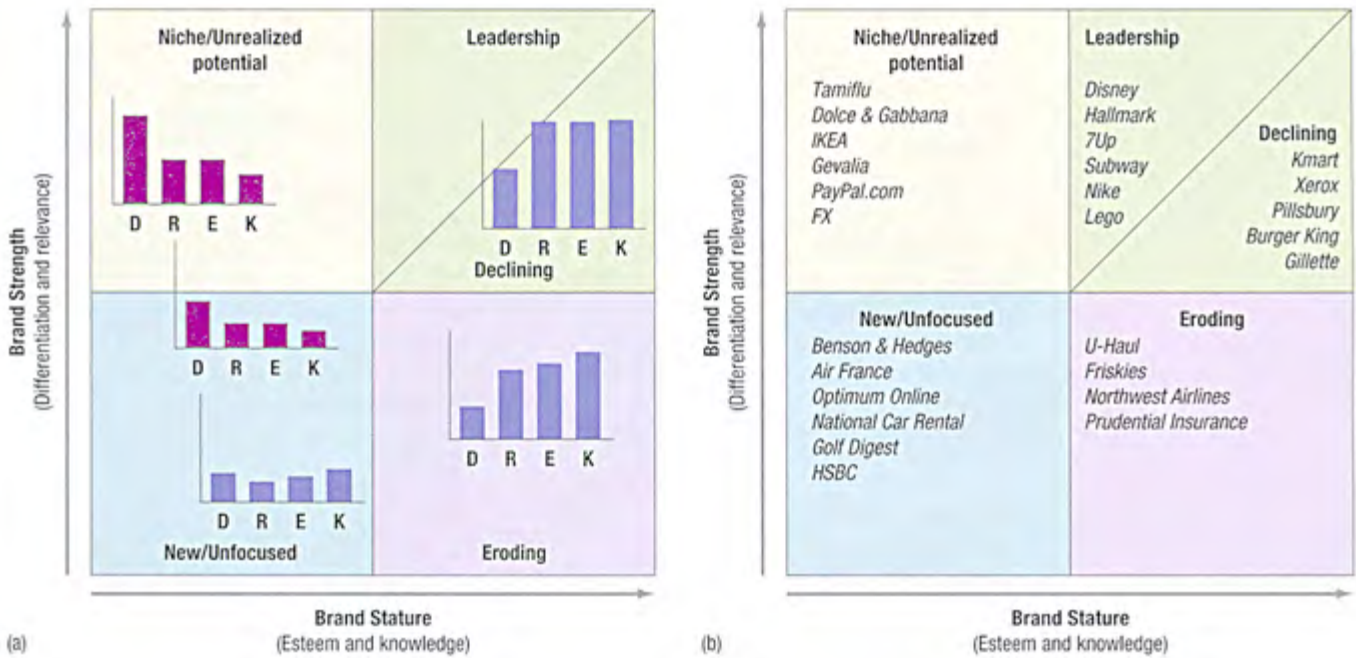 Niche/Unrealized
potential
Leadership
D R E K
D R E K
Declining
D R E K
D R E K
D R E K
New/Unfocused
Eroding
Brand Strength
(Differentiation and relevance)
Brand Stature
(Esteem and knowledge)
(a)
Niche/Unrealized
potential
Tamiflu
Dolce & Gabbana
IKEA
Gevalia
PayPal.com
FX
Leadership
Disney
Hallmark
7Up
Subway
Nike
Lego
Declining
Kmart
Xerox
Pillsbury
Burger King
Gillette
New/Unfocused
Benson & Hedges
Air France
Optimum Online
National Car Rental
Golf Digest
HSBC
Eroding
U-Haul
Friskies
Northwest Airlines
Prudential Insurance
Brand Strength
(Differentiation and relevance)
Brand Stature
(Esteem and knowledge)
(b)